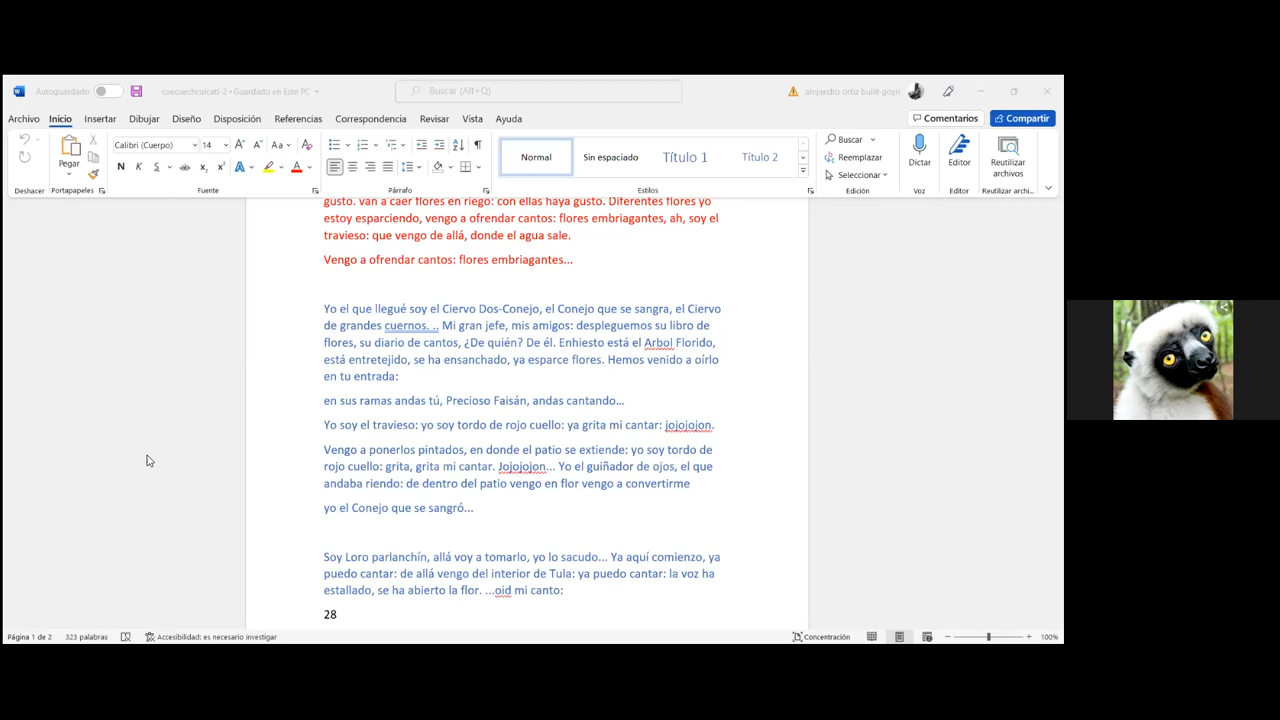 Autoguardado
cuecuechcuicatl-2 • Guardado en Este PC
Buscar (Alt+Q)
alejandro ortiz bullé goyri
Archivo Inicio Insertar Dibujar Diseño Disposición Referencias Correspondencia Revisar Vista Ayuda
Comentarios Compartir
Pegar
Calibri (Cuerpo) 14
N K S
Normal Sin espaciado Título 1 Título 2
Buscar
Reemplazar
Seleccionar
Dictar Editor Reutilizar archivos
Deshacer Portapapeles Fuente Párrafo Estilos Edición Voz Editor Reutilizar archi...
gusto. van a caer flores en riego: con ellas haya gusto. Diferentes flores yo
estoy esparciendo, vengo a ofrendar cantos: flores embriagantes, ah, soy el
travieso: que vengo de allá, donde el agua sale.
Vengo a ofrendar cantos: flores embriagantes...
Yo el que llegué soy el Ciervo Dos-Conejo, el Conejo que se sangra, el Ciervo
de grandes cuernos. .. Mi gran jefe, mis amigos: despleguemos su libro de
flores, su diario de cantos, ¿De quién? De él. Enhiesto está el Arbol Florido,
está entretejido, se ha ensanchado, ya esparce flores. Hemos venido a oírlo
en tu entrada:
en sus ramas andas tú, Precioso Faisán, andas cantando...
Yo soy el travieso: yo soy tordo de rojo cuello: ya grita mi cantar: jojojojon.
Vengo a ponerlos pintados, en donde el patio se extiende: yo soy tordo de
rojo cuello: grita, grita mi cantar. Jojojojon... Yo el guiñador de ojos, el que
andaba riendo: de dentro del patio vengo en flor vengo a convertirme
yo el Conejo que se sangró...
Soy Loro parlanchín, allá voy a tomarlo, yo lo sacudo... Ya aquí comienzo, ya
puedo cantar: de allá vengo del interior de Tula: ya puedo cantar: la voz ha
estallado, se ha abierto la flor. ...oid mi canto:
28
Página 1 de 2 323 palabras Accesibilidad: es necesario investigar Concentración 100%